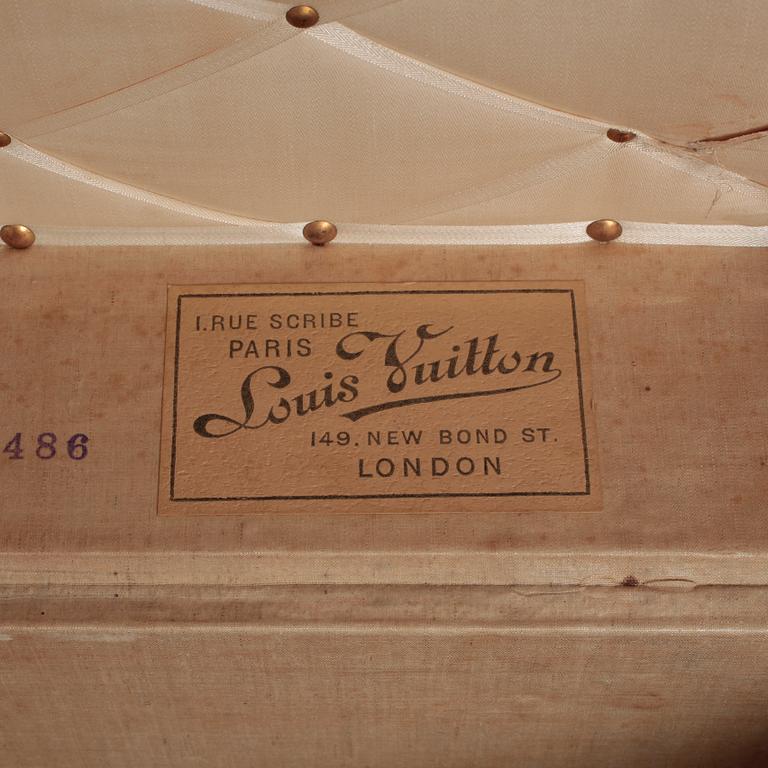 1.RUE SCRIBE
PARIS
Louis Vuitton
149. NEW BOND ST.
LONDON
486